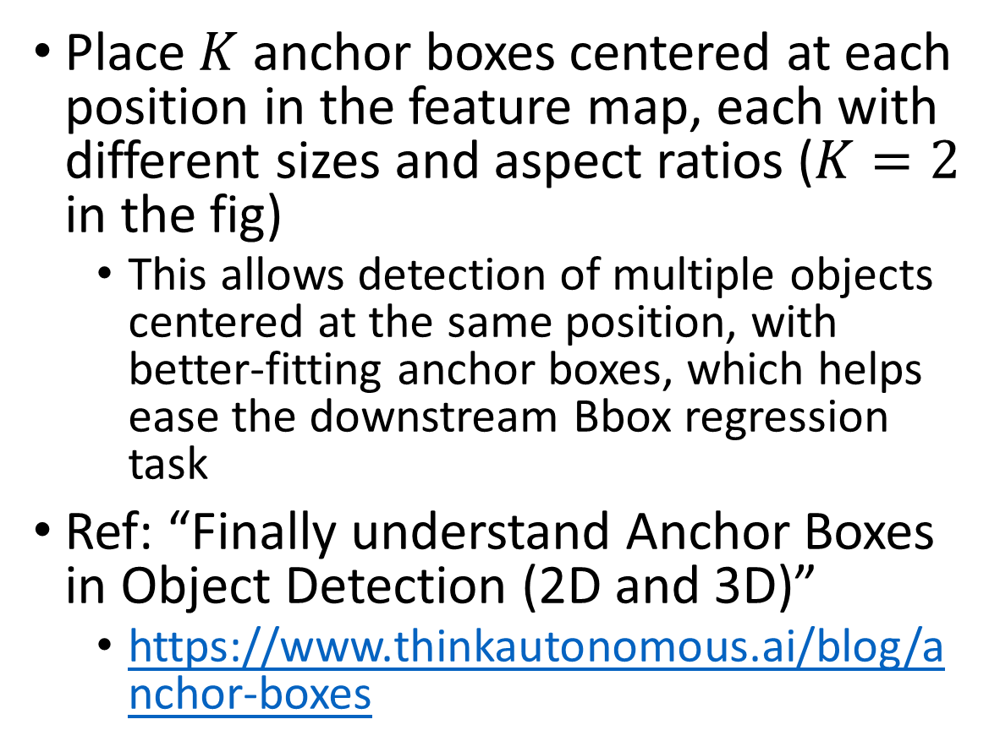 • Place K anchor boxes centered at each
position in the feature map, each with
different sizes and aspect ratios (K = 2
in the fig)
• This allows detection of multiple objects
centered at the same position, with
better-fitting anchor boxes, which helps
ease the downstream Bbox regression
task
• Ref: “Finally understand Anchor Boxes
in Object Detection (2D and 3D)”
• https://www.thinkautonomous.ai/blog/a
nchor-boxes